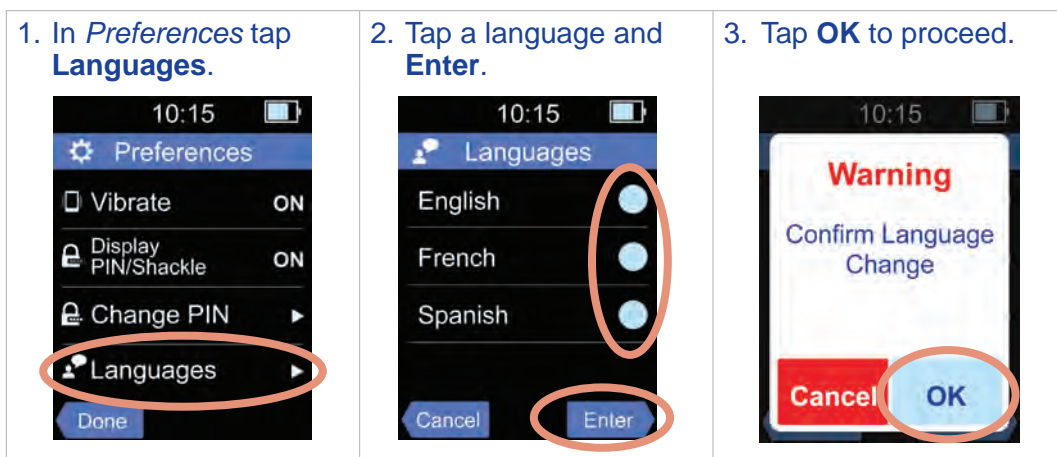 1. In Preferences tap
Languages.
10:15
Preferences
Vibrate ON
Display
PIN/Shackle ON
Change PIN
Languages
Done
2. Tap a language and
Enter.
10:15
Languages
English
French
Spanish
Cancel Enter
3. Tap OK to proceed.
10:15
Warning
Confirm Language
Change
Cancel OK